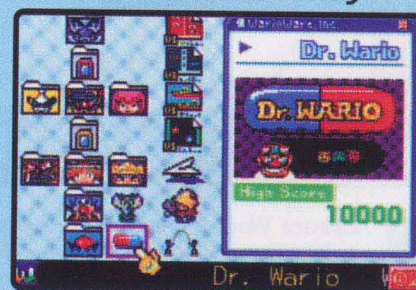 WarioWare, Inc.
Dr. Wario
Dr. WARIO
High Score
10000
Dr. Wario